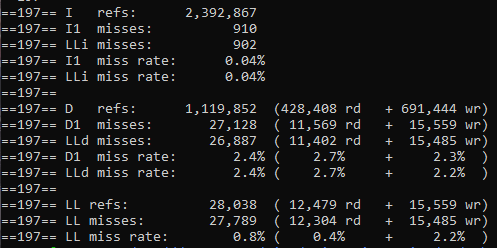 ==197== I   refs:      2,392,867
==197== I1  misses:          910
==197== LLi misses:          902
==197== I1  miss rate:      0.04%
==197== LLi miss rate:      0.04%
==197==
==197== D   refs:      1,119,852  (428,408 rd   + 691,444 wr)
==197== D1  misses:       27,128  ( 11,569 rd   +  15,559 wr)
==197== LLd misses:       26,887  ( 11,402 rd   +  15,485 wr)
==197== D1  miss rate:       2.4% (    2.7%     +     2.3%  )
==197== LLd miss rate:       2.4% (    2.7%     +     2.2%  )
==197==
==197== LL refs:          28,038  ( 12,479 rd   +  15,559 wr)
==197== LL misses:        27,789  ( 12,304 rd   +  15,485 wr)
==197== LL miss rate:        0.8% (    0.4%     +     2.2%  )